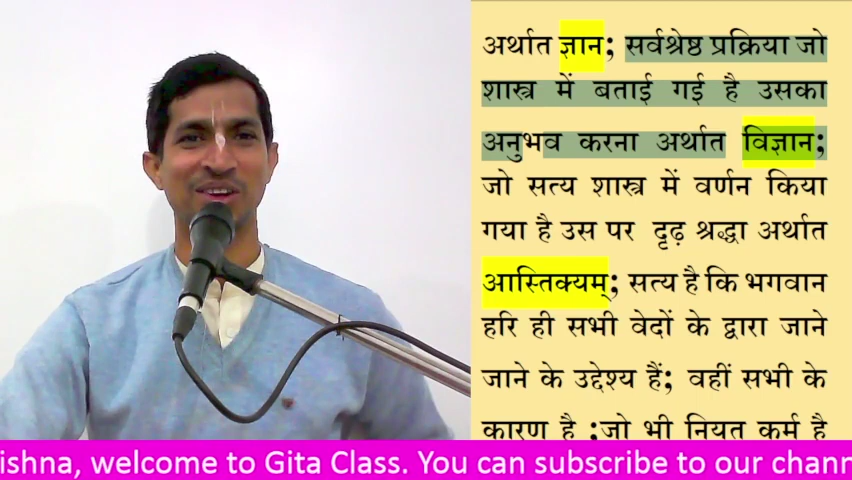 अर्थात ज्ञान; सर्वश्रेष्ठ प्रक्रिया जो
शास्त्र में बताई गई है उसका
अनुभव करना अर्थात विज्ञान;
जो सत्य शास्त्र में वर्णन किया
गया है उस पर दृढ़ श्रद्धा अर्थात
आस्तिक्यम्; सत्य है कि भगवान
हरि ही सभी वेदों के द्वारा जाने
जाने के उद्देश्य हैं; वहीं सभी के
कारण है ;जो भी नियत कर्म है
ishna, welcome to Gita Class. You can subscribe to our chann